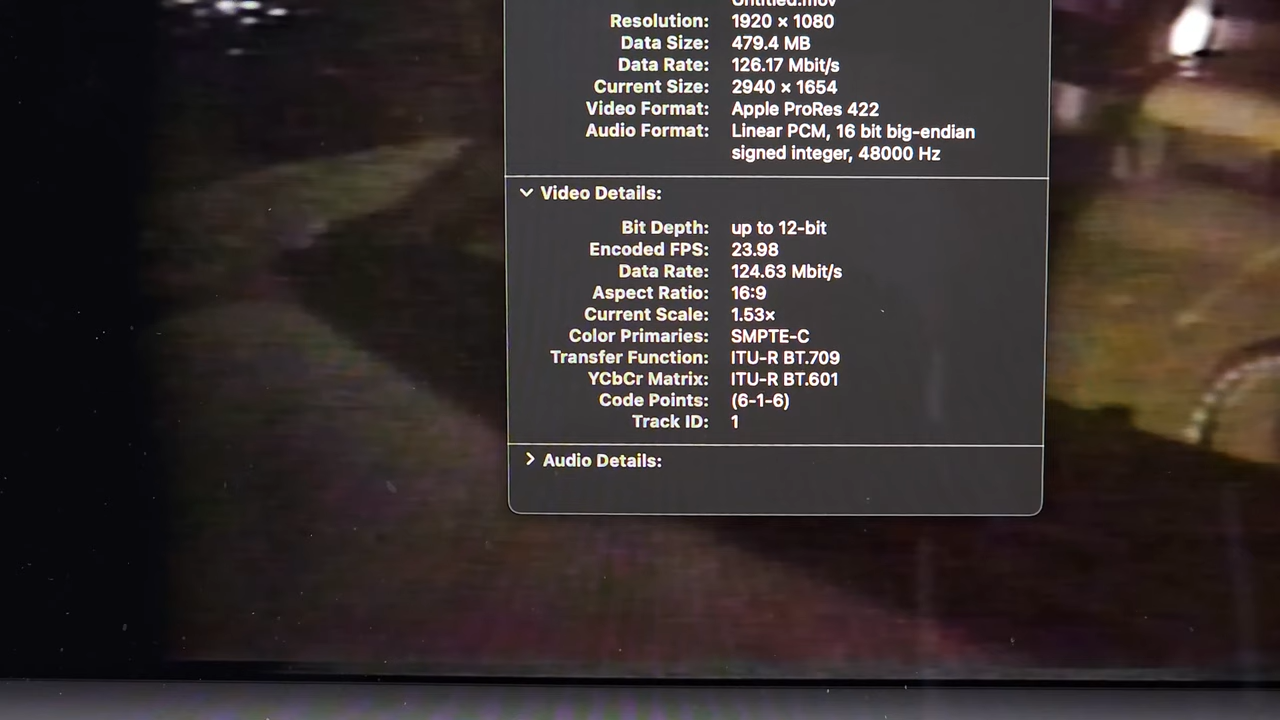 Untitled.mov
Resolution: 1920 × 1080
Data Size: 479.4 MB
Data Rate: 126.17 Mbit/s
Current Size: 2940 × 1654
Video Format: Apple ProRes 422
Audio Format: Linear PCM, 16 bit big-endian
signed integer, 48000 Hz
Video Details:
Bit Depth: up to 12-bit
Encoded FPS: 23.98
Data Rate: 124.63 Mbit/s
Aspect Ratio: 16:9
Current Scale: 1.53×
Color Primaries: SMPTE-C
Transfer Function: ITU-R BT.709
YCbCr Matrix: ITU-R BT.601
Code Points: (6-1-6)
Track ID: 1
Audio Details: